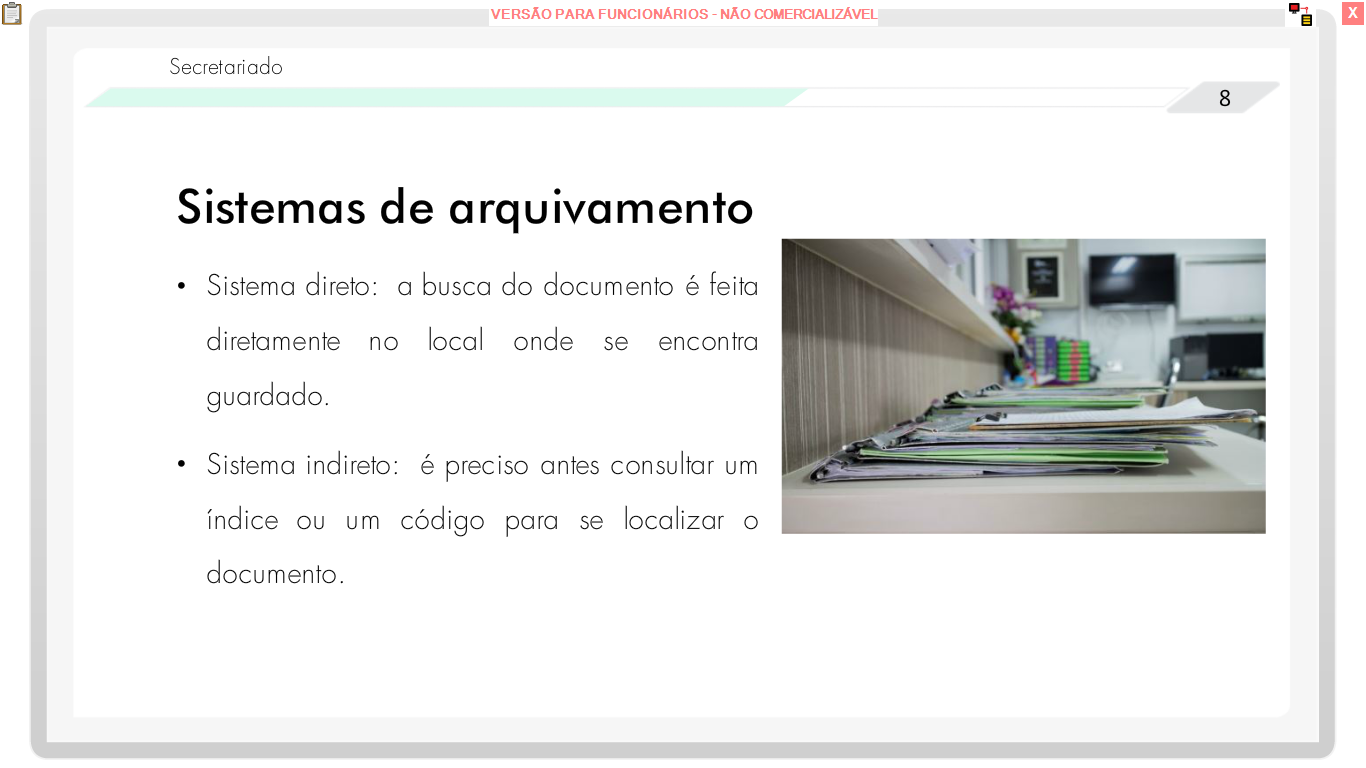 VERSÃO PARA FUNCIONÁRIOS - NÃO COMERCIALIZÁVEL
X
Secretariado
8
Sistemas de arquivamento
• Sistema direto: a busca do documento é feita
diretamente no local onde se encontra
guardado.
• Sistema indireto: é preciso antes consultar um
índice ou um código para se localizar o
documento.